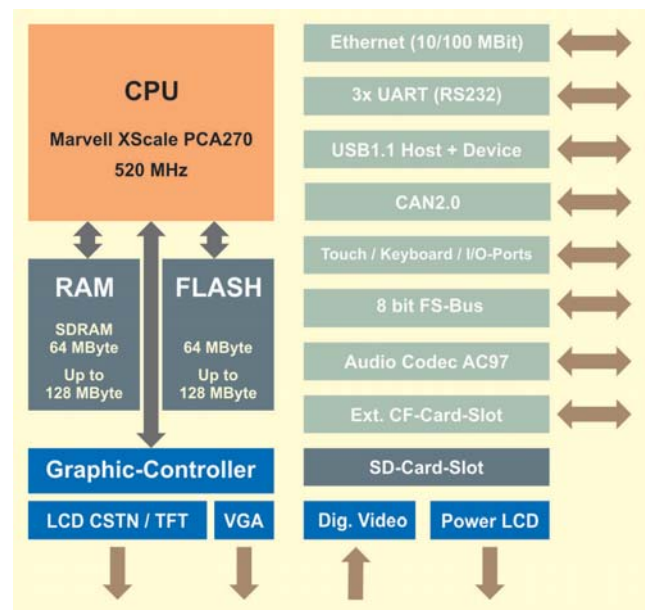 CPU
Marvell XScale PCA270
520 MHz
RAM
SDRAM
64 MByte
Up to
128 MByte
FLASH
64 MByte
Up to
128 MByte
Graphic-Controller
LCD CSTN / TFT
VGA
Ethernet (10/100 MBit)
3x UART (RS232)
USB1.1 Host + Device
CAN2.0
Touch / Keyboard / I/O-Ports
8 bit FS-Bus
Audio Codec AC97
Ext. CF-Card-Slot
SD-Card-Slot
Dig. Video
Power LCD